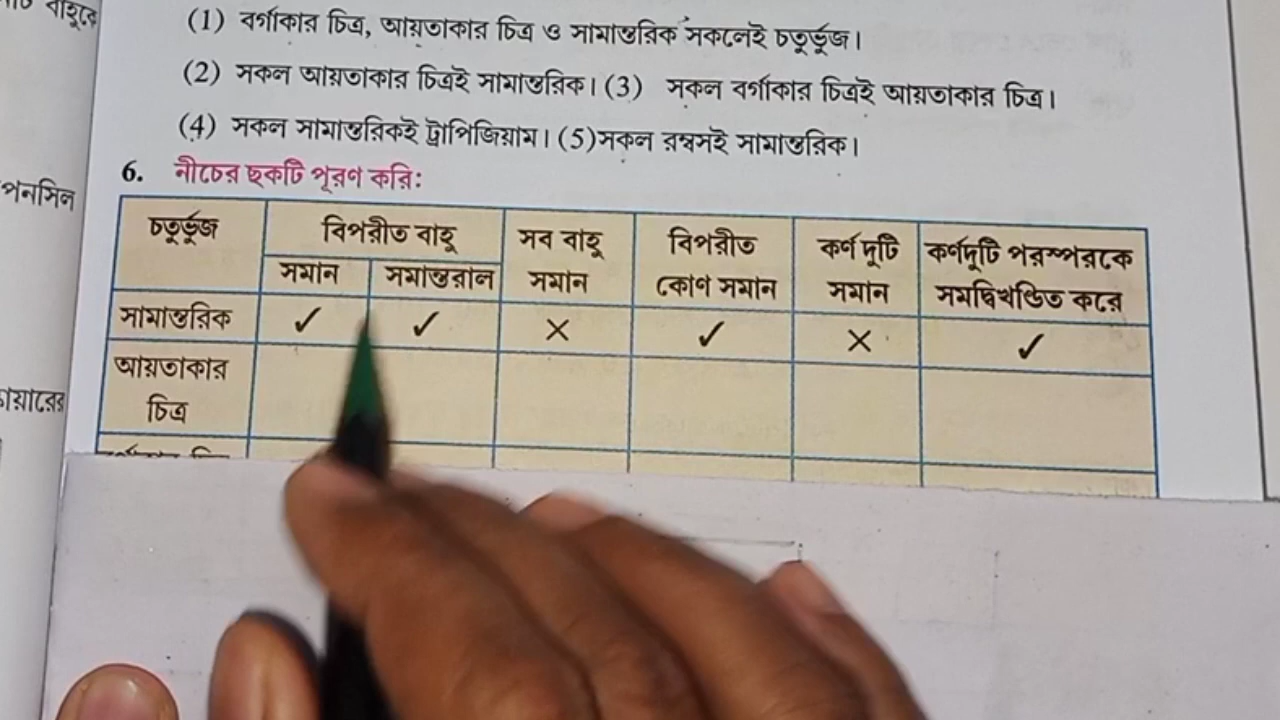 বাহুকে
(1) বর্গাকার চিত্র, আয়তাকার চিত্র ও সামান্তরিক সকলেই চতুর্ভুজ।
(2) সকল আয়তাকার চিত্রই সামান্তরিক। (3) সকল বর্গাকার চিত্রই আয়তাকার চিত্র।
(4) সকল সামান্তরিকই ট্রাপিজিয়াম। (5) সকল রম্বসই সামান্তরিক।
পেনসিল
6. নীচের ছকটি পূরণ করি:
চতুর্ভুজ বিপরীত বাহু সব বাহু সমান বিপরীত কোণ সমান কর্ণ দুটি সমান কর্ণদুটি পরস্পরকে সমদ্বিখণ্ডিত করে
সমান সমান্তরাল
সামান্তরিক ✓ ✓ × ✓ × ✓
আয়তাকার
চিত্র